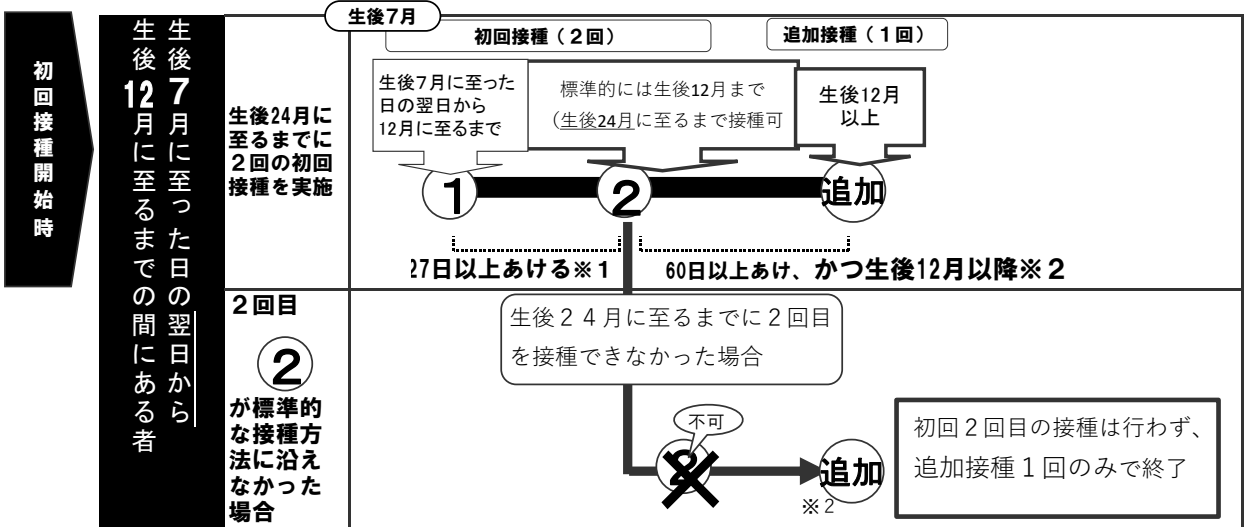 初回接種開始時
生後7月に至った日の翌日から
生後12月に至るまでの間にある者
生後24月に
至るまでに
２回の初回
接種を実施
生後7月
初回接種（２回）
追加接種（１回）
生後７月に至った
日の翌日から
12月に至るまで
標準的には生後12月まで
（生後24月に至るまで接種可
生後12月
以上
1
2
追加
27日以上あける※１
60日以上あけ、かつ生後12月以降※２
２回目
2
が標準的
な接種方
法に沿え
なかった
場合
生後２４月に至るまでに２回目
を接種できなかった場合
不可
2
追加
※２
初回２回目の接種は行わず、
追加接種１回のみで終了